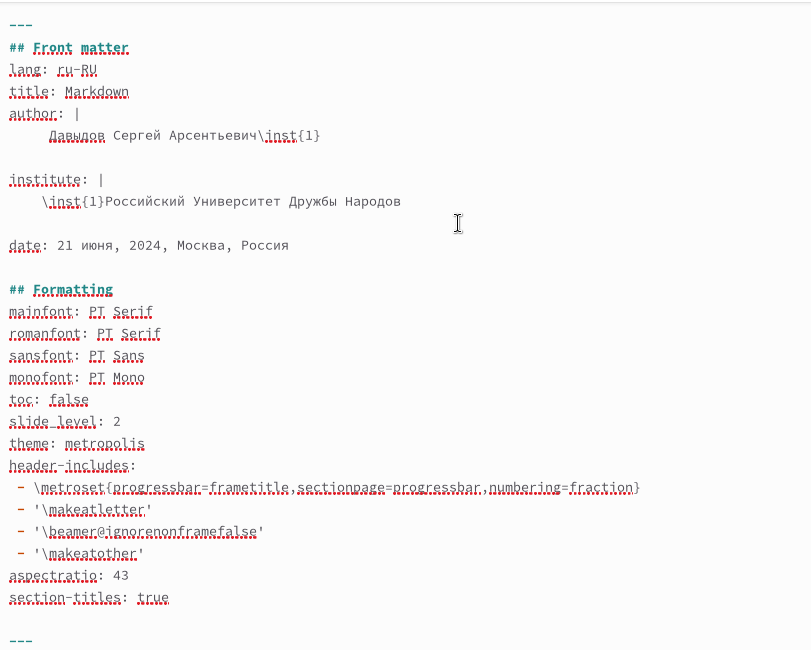 ---
## Front matter
lang: ru-RU
title: Markdown
author: |
Давыдов Сергей Арсентьевич\inst{1}
institute: |
\inst{1}Российский Университет Дружбы Народов
date: 21 июня, 2024, Москва, Россия
## Formatting
mainfont: PT Serif
romanfont: PT Serif
sansfont: PT Sans
monofont: PT Mono
toc: false
slide_level: 2
theme: metropolis
header-includes:
- \metroset{progressbar=frametitle,sectionpage=progressbar,numbering=fraction}
- '\makeatletter'
- '\beamer@ignorenonframefalse'
- '\makeatother'
aspectratio: 43
section-titles: true
---